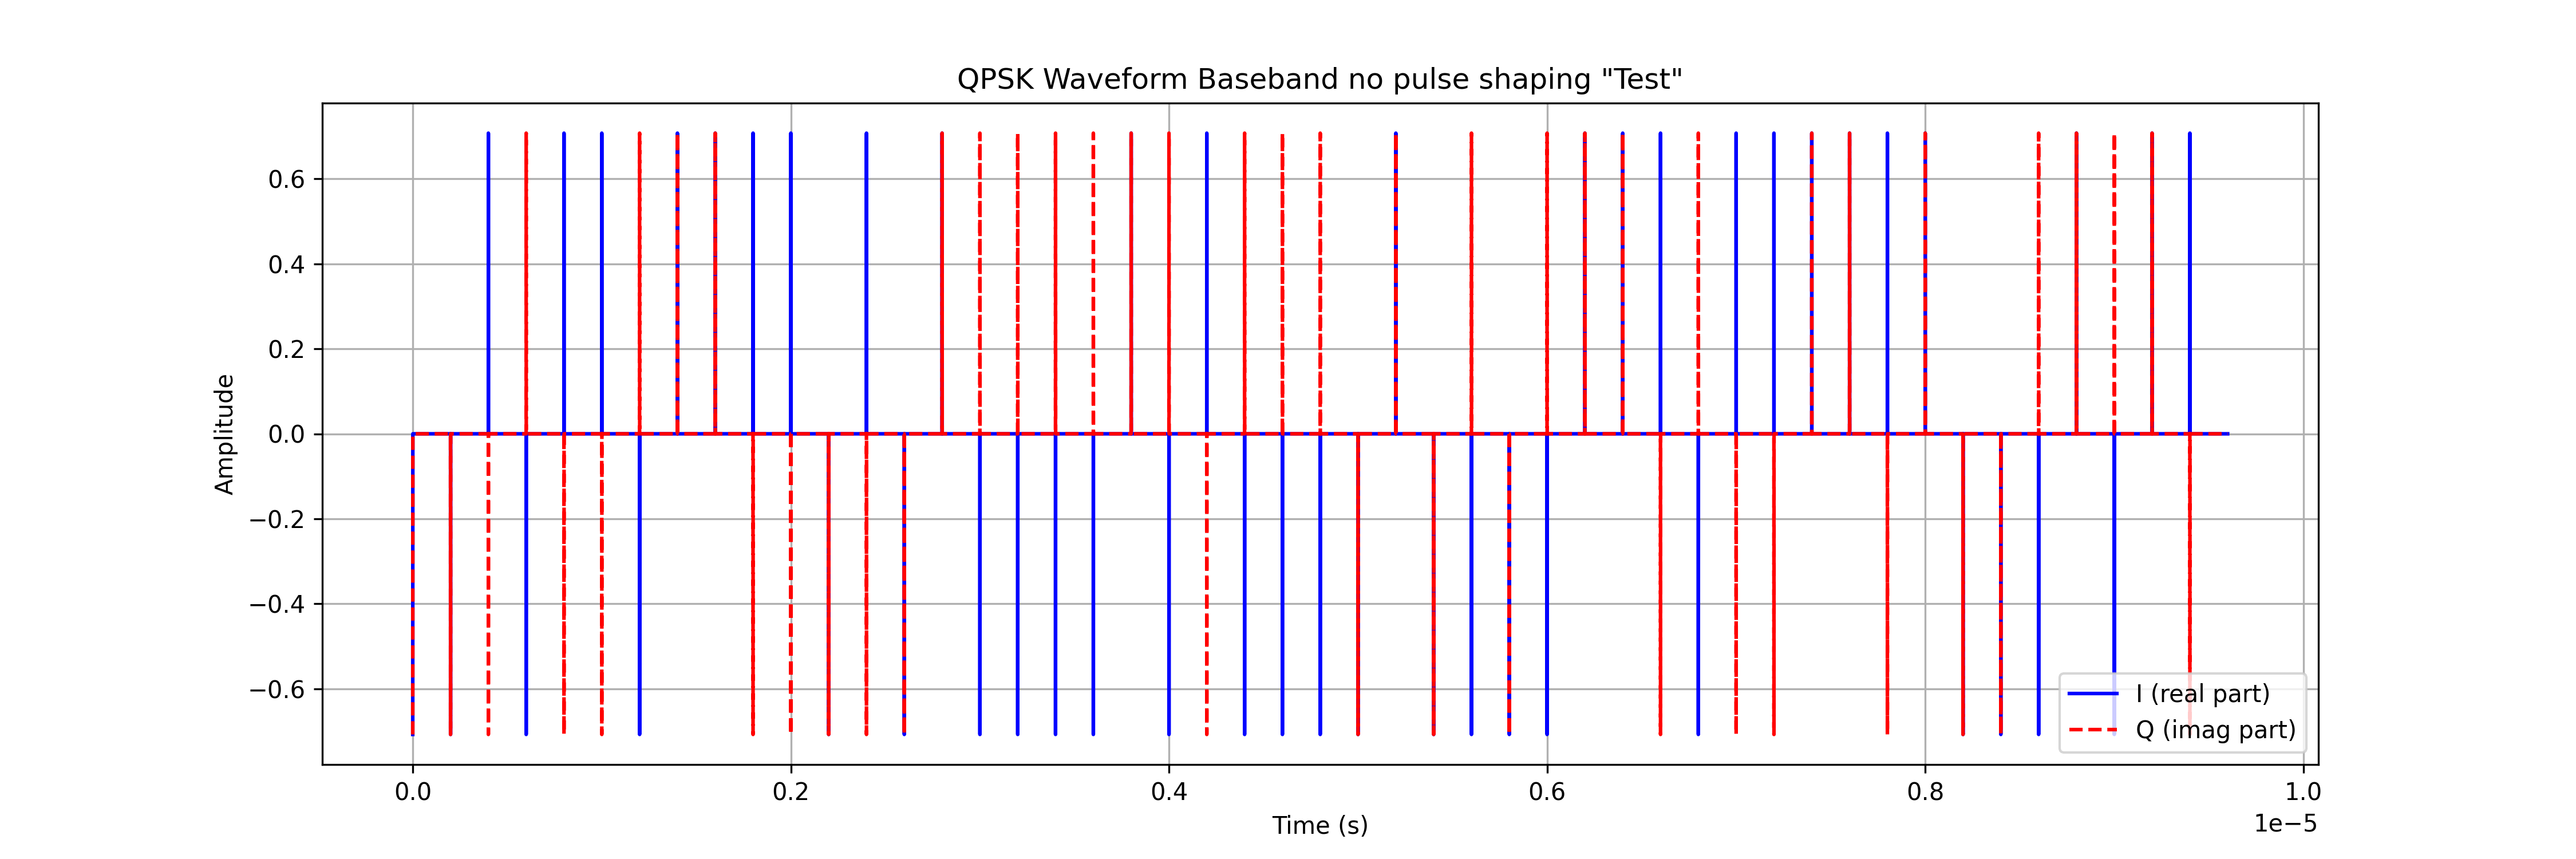 QPSK Waveform Baseband no pulse shaping "Test"
Amplitude
0.6
0.4
0.2
0.0
−0.2
−0.4
−0.6
I (real part)
Q (imag part)
0.0 0.2 0.4 0.6 0.8 1.0
1e−5
Time (s)